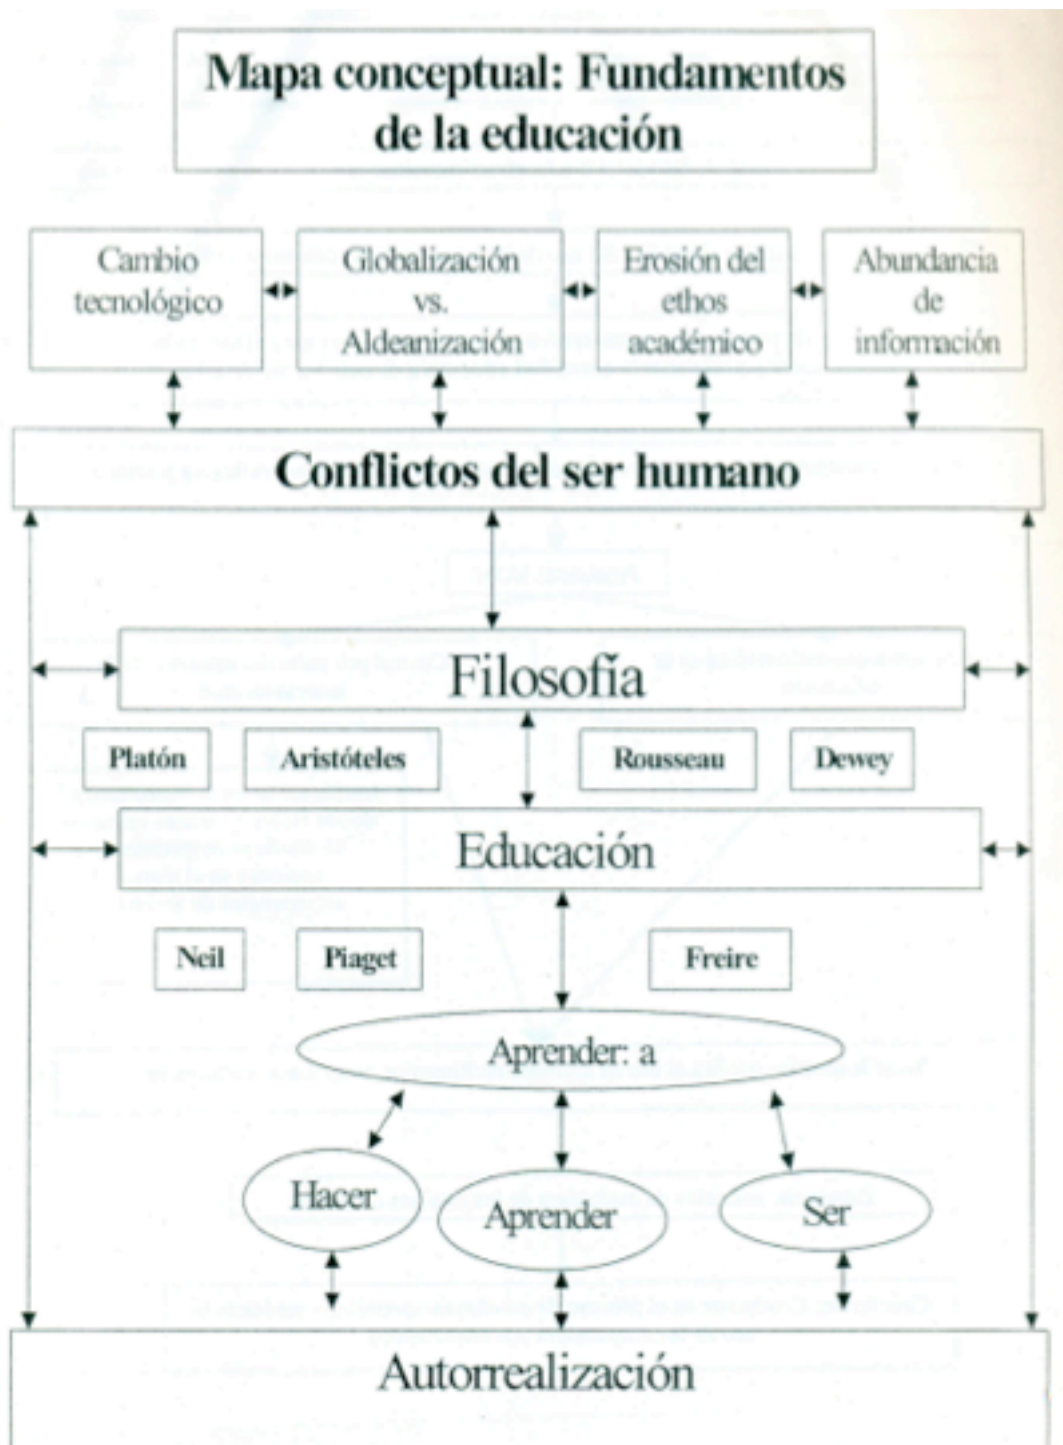 Mapa conceptual: Fundamentos
de la educación
Cambio
tecnológico
Globalización
vs.
Aldeanización
Erosión del
ethos
académico
Abundancia
de
información
Conflictos del ser humano
Filosofía
Platón
Aristóteles
Rousseau
Dewey
Educación
Neil
Piaget
Freire
Aprender: a
Hacer
Aprender
Ser
Autorrealización